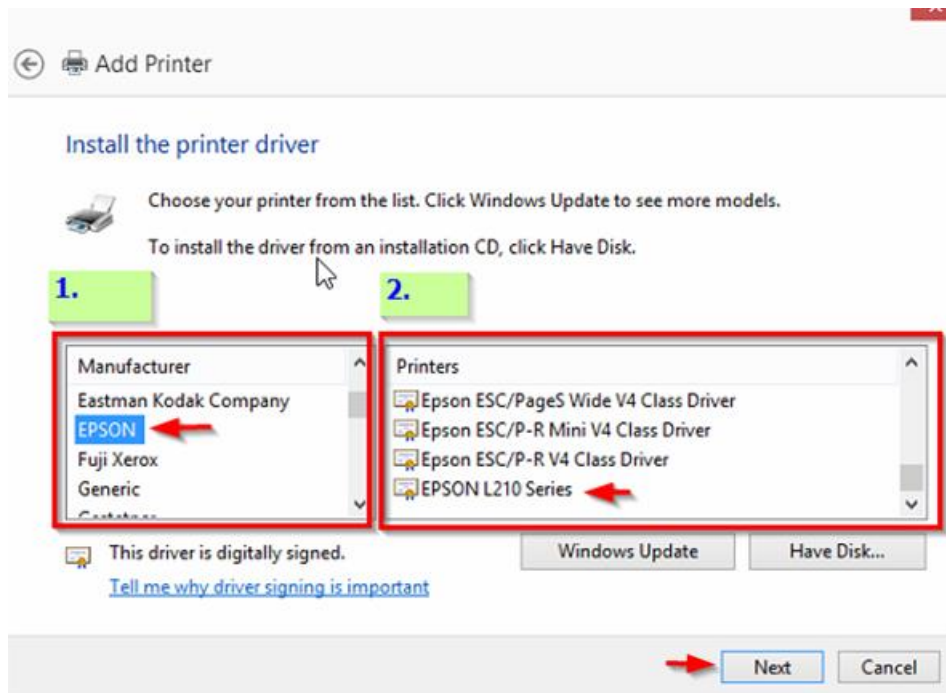 Add Printer
Install the printer driver
Choose your printer from the list. Click Windows Update to see more models.
To install the driver from an installation CD, click Have Disk.
1.
2.
Manufacturer
Eastman Kodak Company
EPSON
Fuji Xerox
Generic
Printers
Epson ESC/PageS Wide V4 Class Driver
Epson ESC/P-R Mini V4 Class Driver
Epson ESC/P-R V4 Class Driver
EPSON L210 Series
This driver is digitally signed.
Tell me why driver signing is important
Windows Update
Have Disk...
Next
Cancel